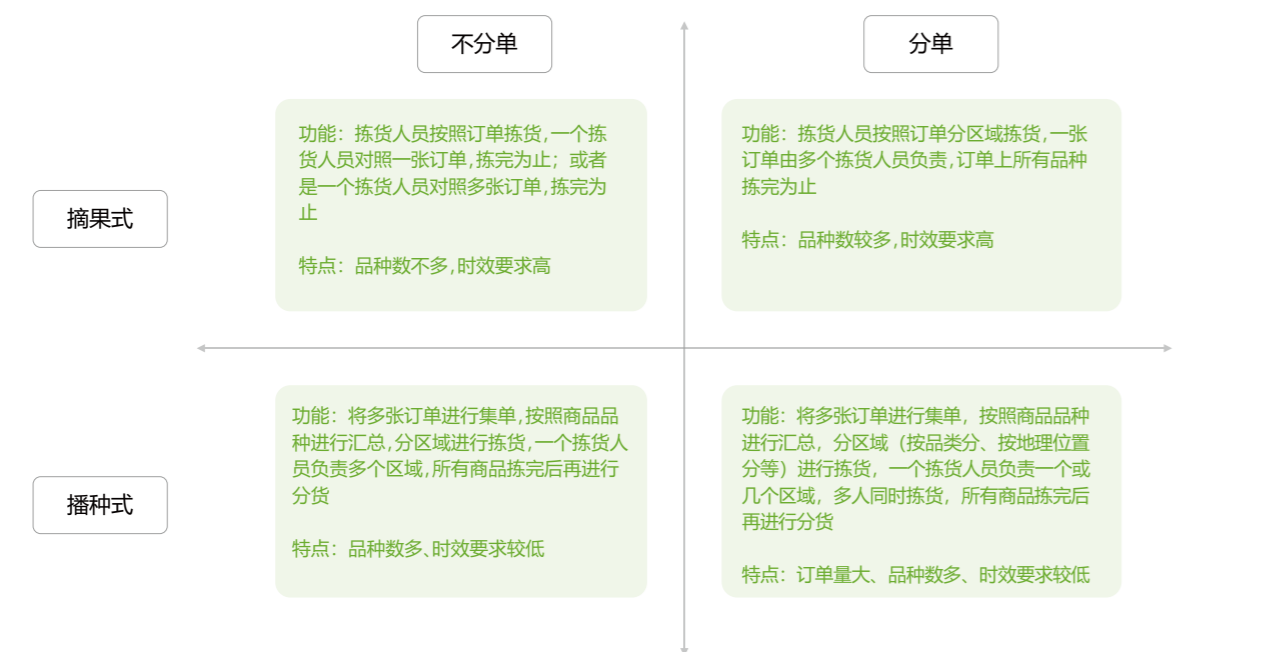 不分单
分单
摘果式
功能：拣货人员按照订单拣货,一个拣
货人员对照一张订单,拣完为止；或者
是一个拣货人员对照多张订单,拣完为
止
特点：品种数不多,时效要求高
功能：拣货人员按照订单分区域拣货,一张
订单由多个拣货人员负责,订单上所有品种
拣完为止
特点：品种数较多,时效要求高
播种式
功能：将多张订单进行集单,按照商品品
种进行汇总,分区域进行拣货,一个拣货人
员负责多个区域,所有商品拣完后再进行
分货
特点：品种数多、时效要求较低
功能：将多张订单进行集单，按照商品品种
进行汇总，分区域（按品类分、按地理位置
分等）进行拣货，一个拣货人员负责一个或
几个区域，多人同时拣货，所有商品拣完后
再进行分货
特点：订单量大、品种数多、时效要求较低